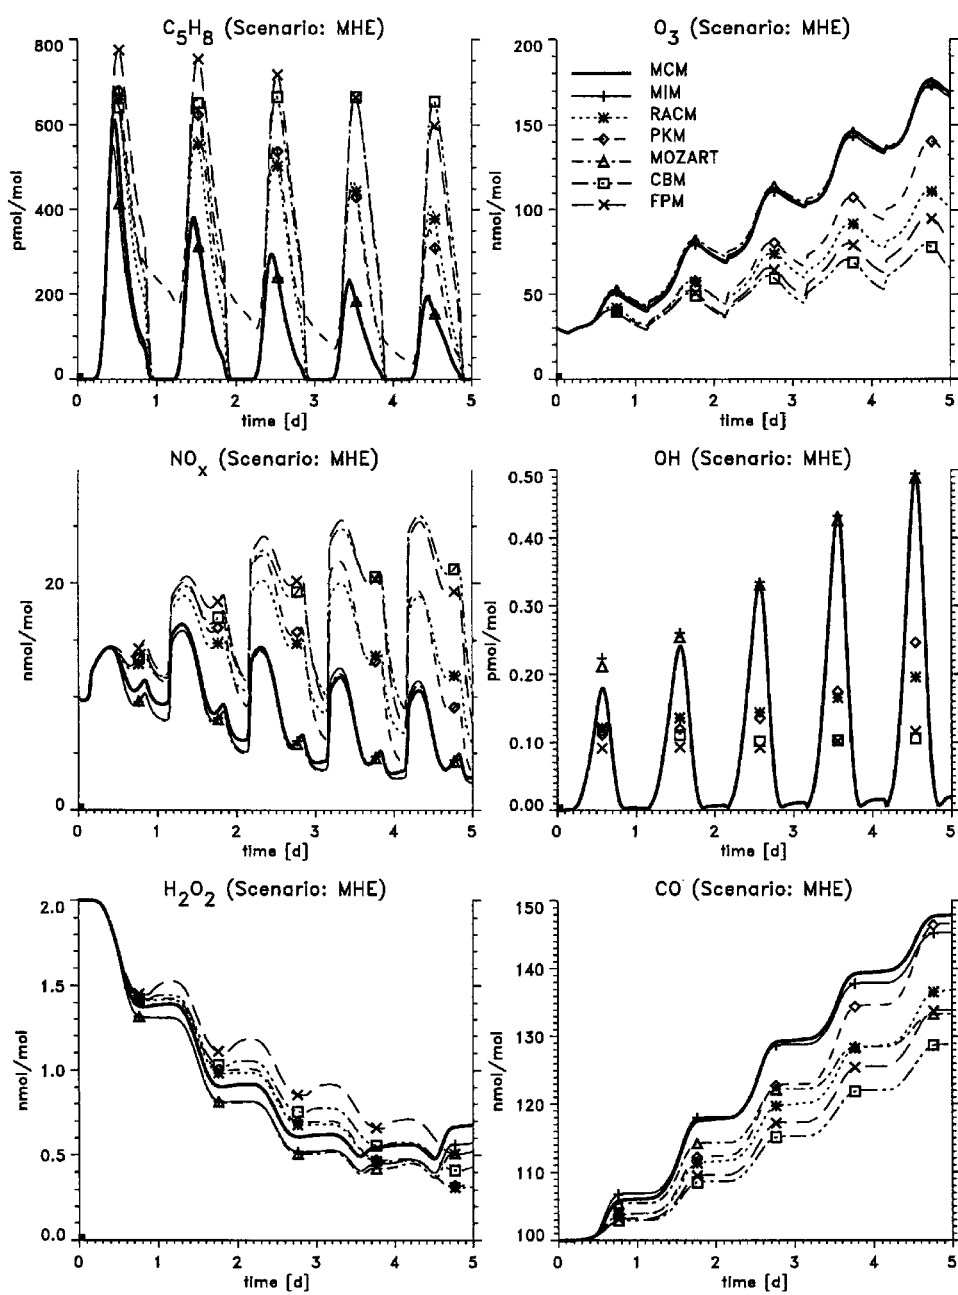 C5H8 (Scenario: MHE)
800
600
400
200
0
pmol/mol
0 1 2 3 4 5
time [d]
O3 (Scenario: MHE)
200
150
100
50
0
nmol/mol
MCM
MIM
RACM
PKM
MOZART
CBM
FPM
0 1 2 3 4 5
time [d]
NOx (Scenario: MHE)
20
0
nmol/mol
0 1 2 3 4 5
time [d]
OH (Scenario: MHE)
0.50
0.40
0.30
0.20
0.10
0.00
pmol/mol
0 1 2 3 4 5
time [d]
H2O2 (Scenario: MHE)
2.0
1.5
1.0
0.5
0.0
nmol/mol
0 1 2 3 4 5
time [d]
CO (Scenario: MHE)
150
140
130
120
110
100
nmol/mol
0 1 2 3 4 5
time [d]